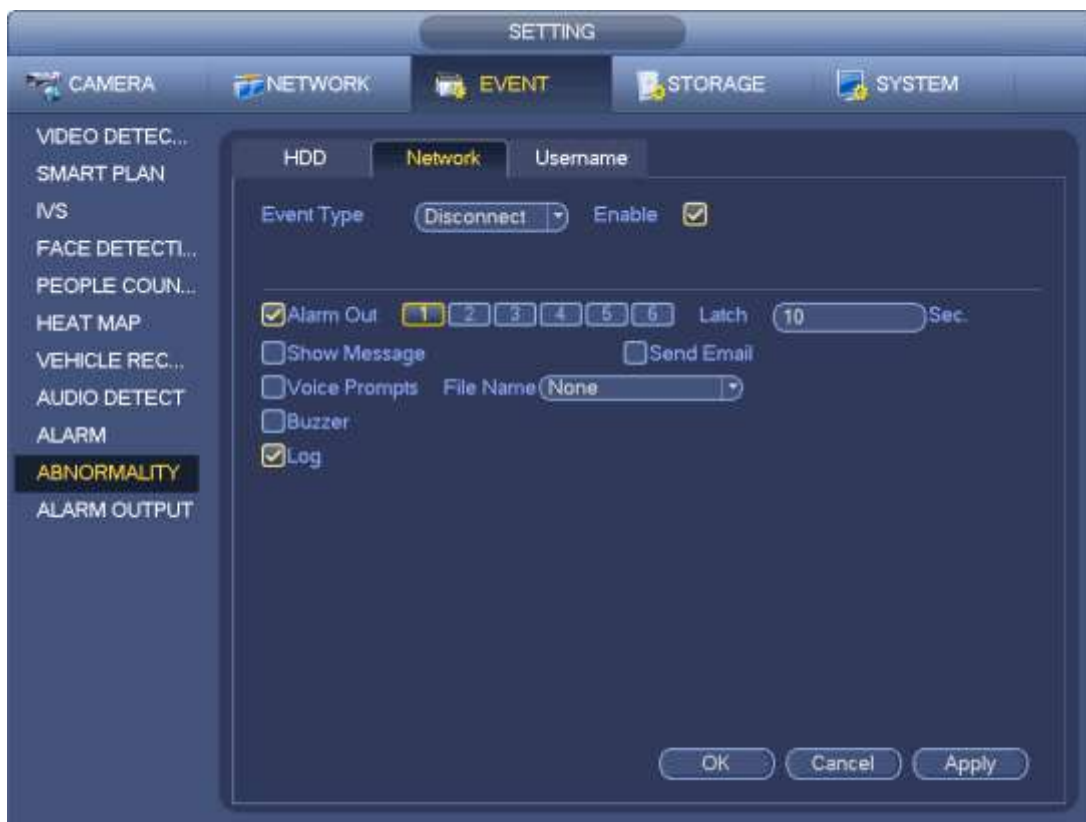 SETTING
CAMERA NETWORK EVENT STORAGE SYSTEM
VIDEO DETEC...
SMART PLAN
IVS
FACE DETECTI...
PEOPLE COUN...
HEAT MAP
VEHICLE REC...
AUDIO DETECT
ALARM
ABNORMALITY
ALARM OUTPUT
HDD Network Username
Event Type Disconnect Enable
Alarm Out 1 2 3 4 5 6 Latch 10 Sec.
Show Message Send Email
Voice Prompts File Name None
Buzzer
Log
OK Cancel Apply